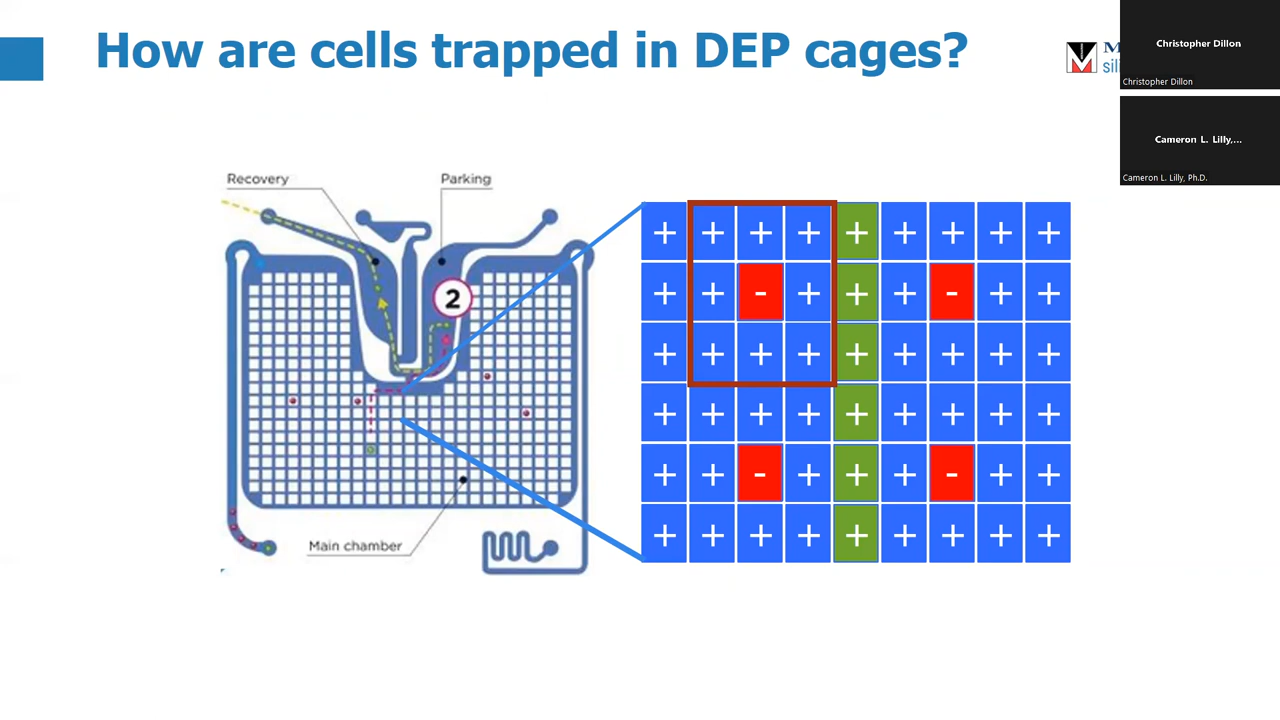 How are cells trapped in DEP cages?
M
sili
Christopher Dillon
Christopher Dillon
Cameron L. Lilly,...
Cameron L. Lilly, Ph.D.
Recovery
Parking
2
Main chamber
+ + + + + + + + +
+ + - + + + - + +
+ + + + + + + + +
+ + + + + + + + +
+ + - + + + - + +
+ + + + + + + + +